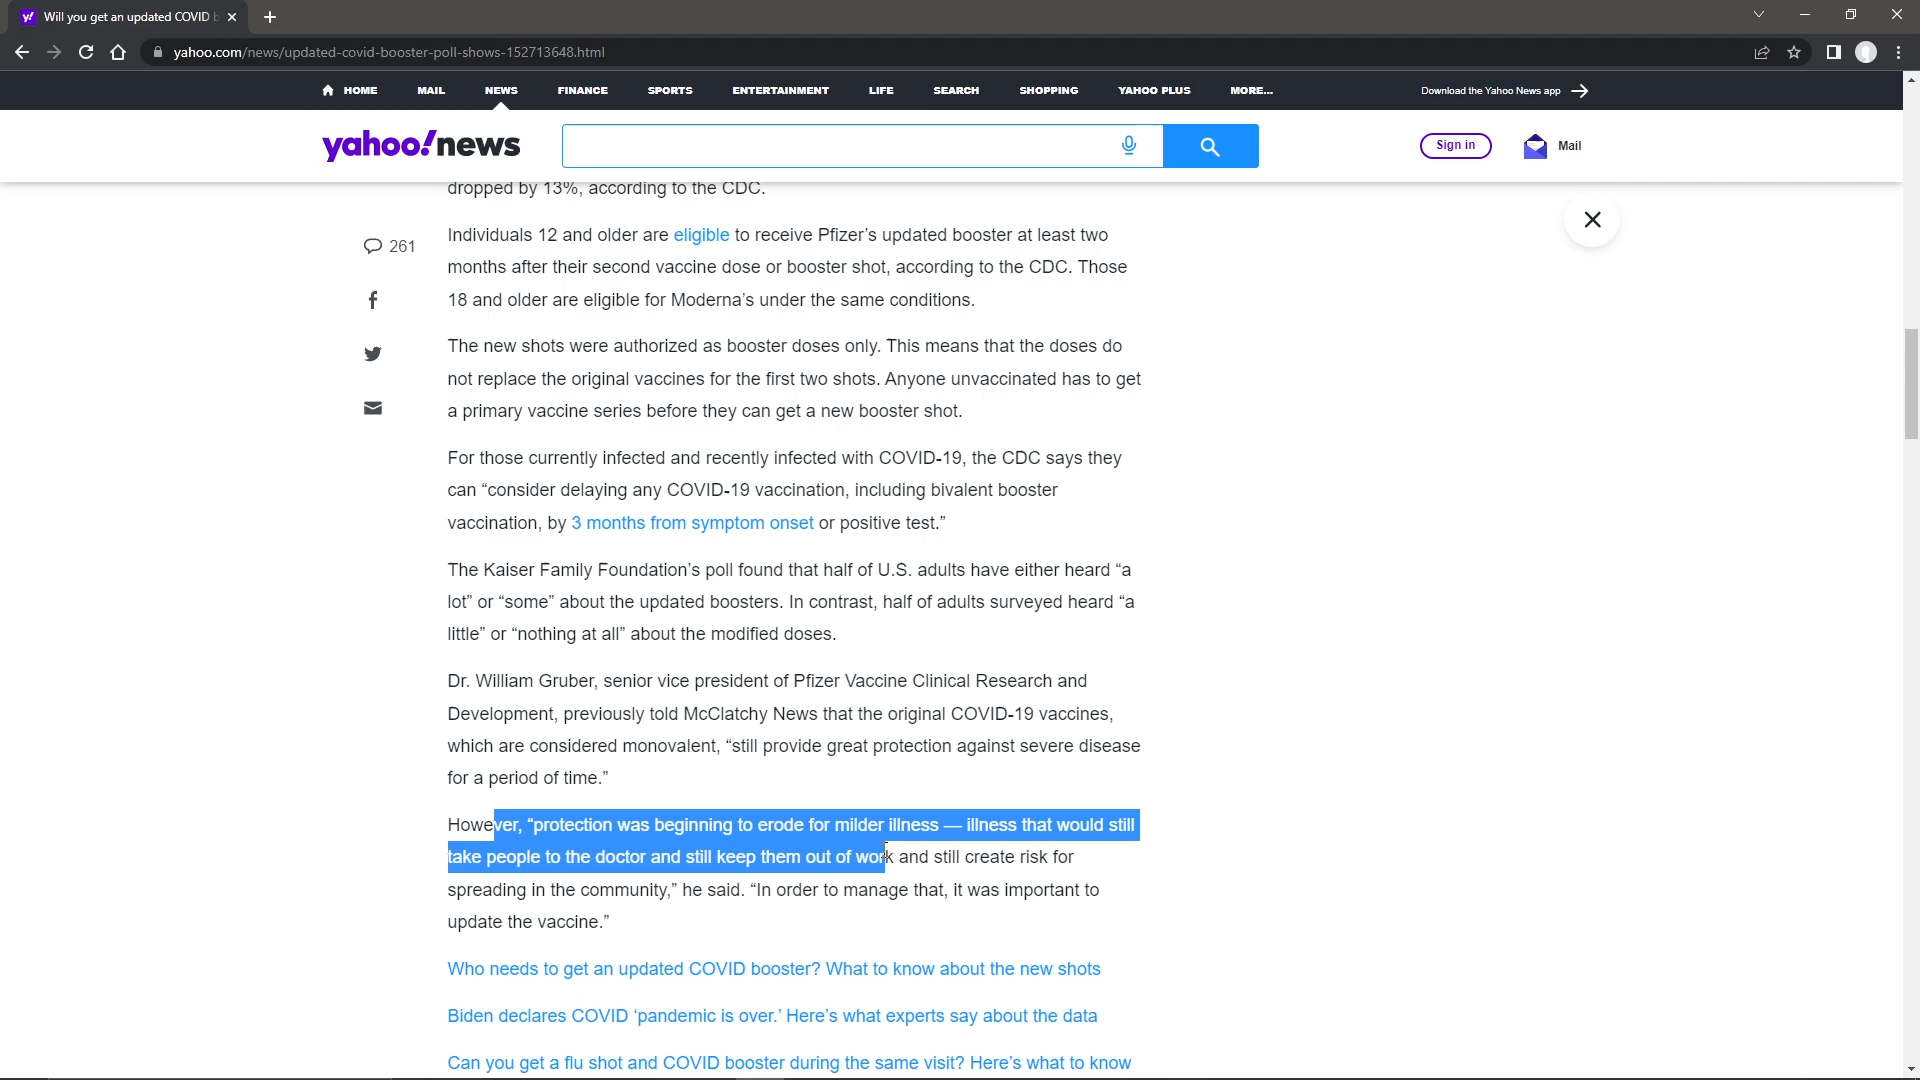 Will you get an updated COVID b
yahoo.com/news/updated-covid-booster-poll-shows-152713648.html
HOME MAIL NEWS FINANCE SPORTS ENTERTAINMENT LIFE SEARCH SHOPPING YAHOO PLUS MORE... Download the Yahoo News app
yahoo!news
Sign in
Mail
dropped by 13%, according to the CDC.
261
Individuals 12 and older are eligible to receive Pfizer’s updated booster at least two
months after their second vaccine dose or booster shot, according to the CDC. Those
18 and older are eligible for Moderna’s under the same conditions.
The new shots were authorized as booster doses only. This means that the doses do
not replace the original vaccines for the first two shots. Anyone unvaccinated has to get
a primary vaccine series before they can get a new booster shot.
For those currently infected and recently infected with COVID-19, the CDC says they
can “consider delaying any COVID-19 vaccination, including bivalent booster
vaccination, by 3 months from symptom onset or positive test.”
The Kaiser Family Foundation’s poll found that half of U.S. adults have either heard “a
lot” or “some” about the updated boosters. In contrast, half of adults surveyed heard “a
little” or “nothing at all” about the modified doses.
Dr. William Gruber, senior vice president of Pfizer Vaccine Clinical Research and
Development, previously told McClatchy News that the original COVID-19 vaccines,
which are considered monovalent, “still provide great protection against severe disease
for a period of time.”
However, “protection was beginning to erode for milder illness — illness that would still
take people to the doctor and still keep them out of work and still create risk for
spreading in the community,” he said. “In order to manage that, it was important to
update the vaccine.”
Who needs to get an updated COVID booster? What to know about the new shots
Biden declares COVID ‘pandemic is over.’ Here’s what experts say about the data
Can you get a flu shot and COVID booster during the same visit? Here’s what to know